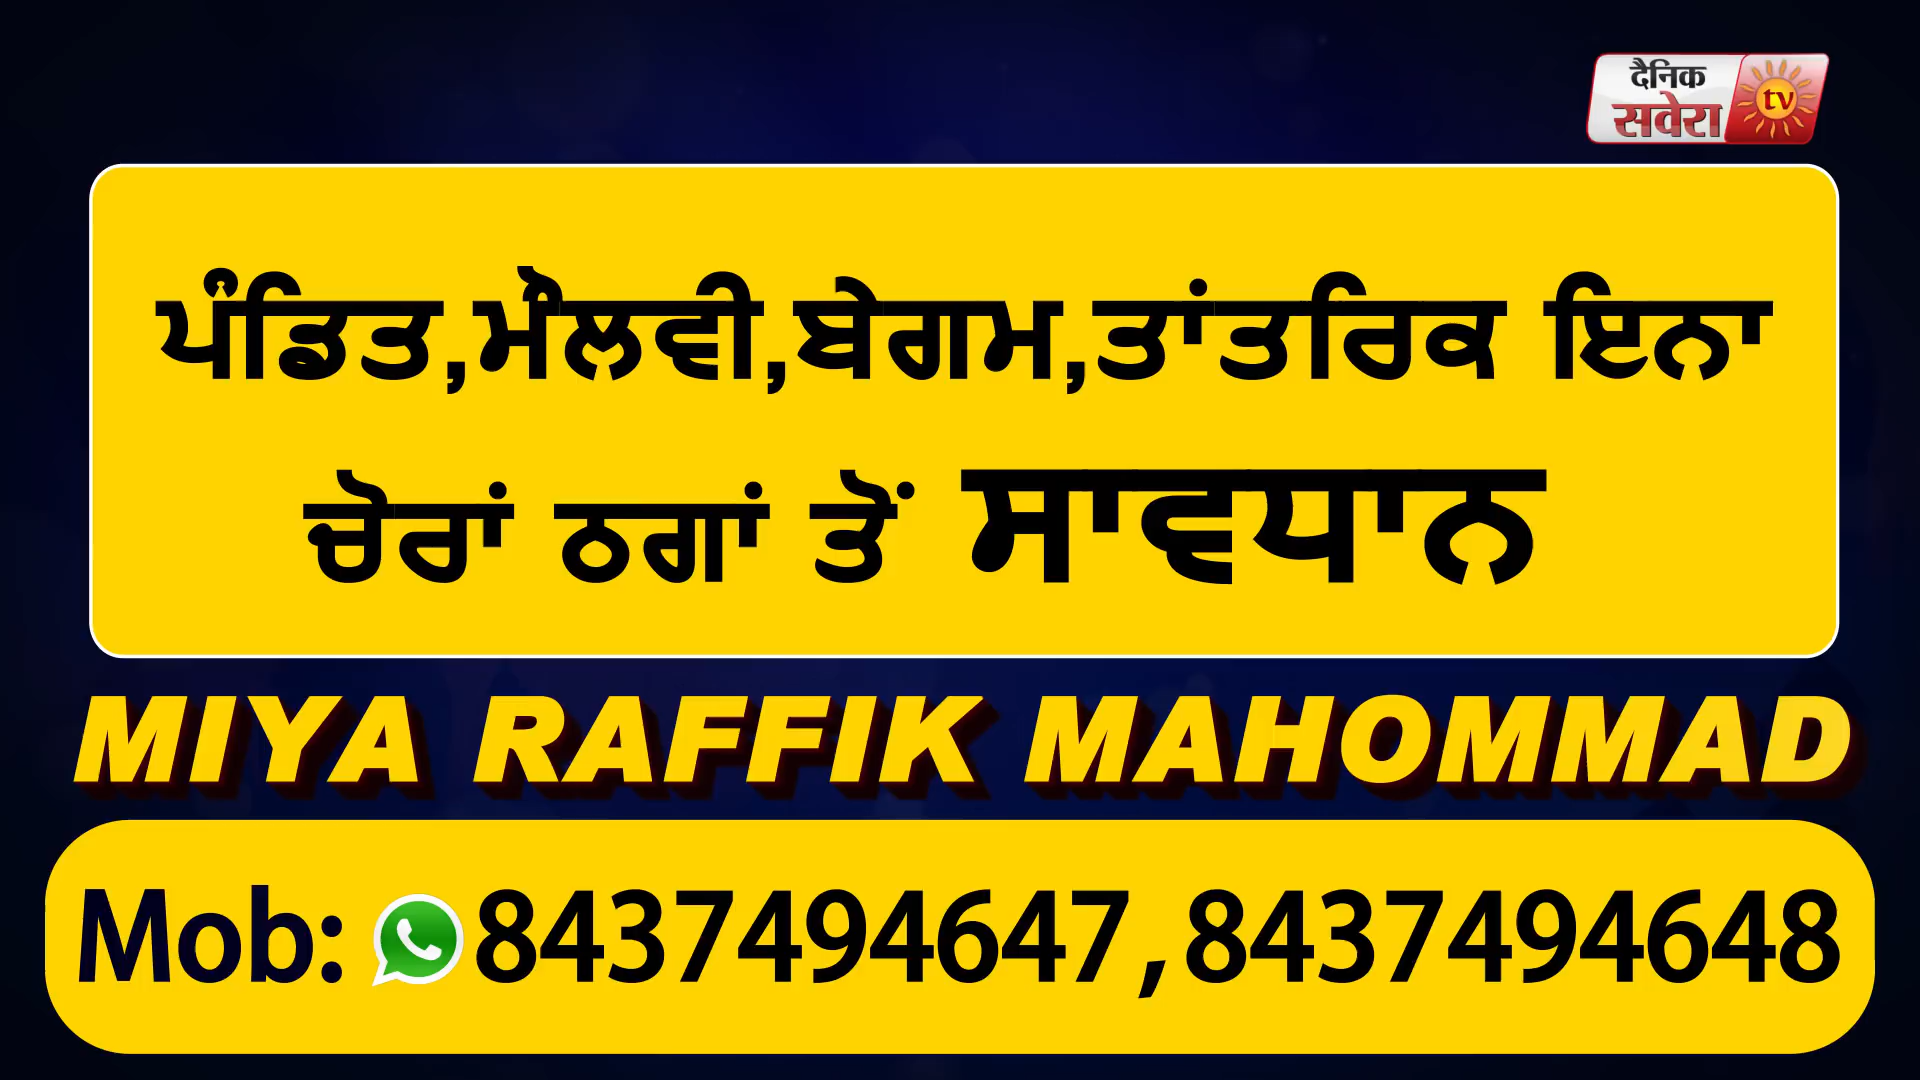 दैनिक
सवेरा tv
ਪੰਡਿਤ,ਮੌਲਵੀ,ਬੇਗਮ,ਤਾਂਤਰਿਕ ਇਨਾ
ਚੋਰਾਂ ਠਗਾਂ ਤੋਂ ਸਾਵਧਾਨ
MIYA RAFFIK MAHOMMAD
Mob: 8437494647,8437494648